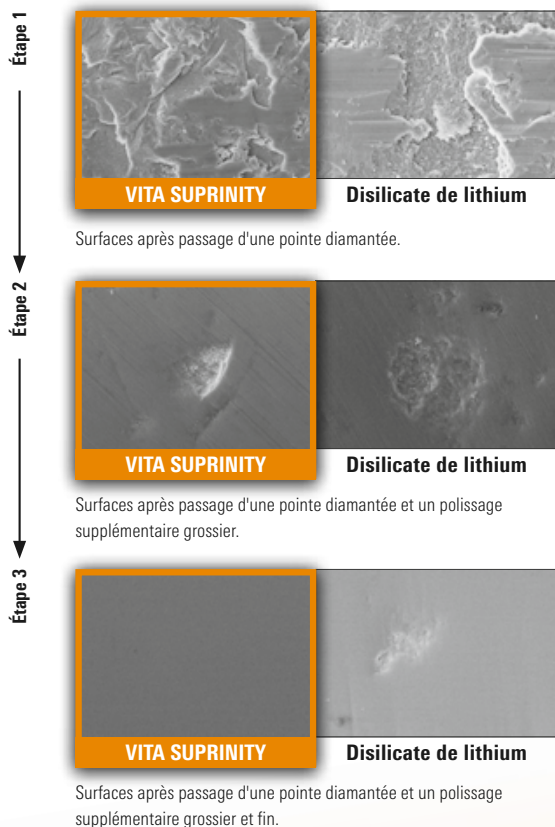 Étape 1
VITA SUPRINITY
Disilicate de lithium
Surfaces après passage d'une pointe diamantée.
Étape 2
VITA SUPRINITY
Disilicate de lithium
Surfaces après passage d'une pointe diamantée et un polissage
supplémentaire grossier.
Étape 3
VITA SUPRINITY
Disilicate de lithium
Surfaces après passage d'une pointe diamantée et un polissage
supplémentaire grossier et fin.